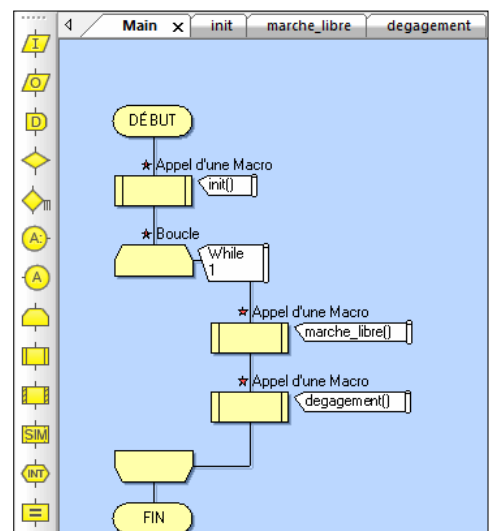 Main x init marche_libre degagement
I
O
D
DÉBUT
Appel d'une Macro
init()
m
A:
Boucle
While
1
A
Appel d'une Macro
marche_libre()
Appel d'une Macro
degagement()
SIM
INT
=
FIN